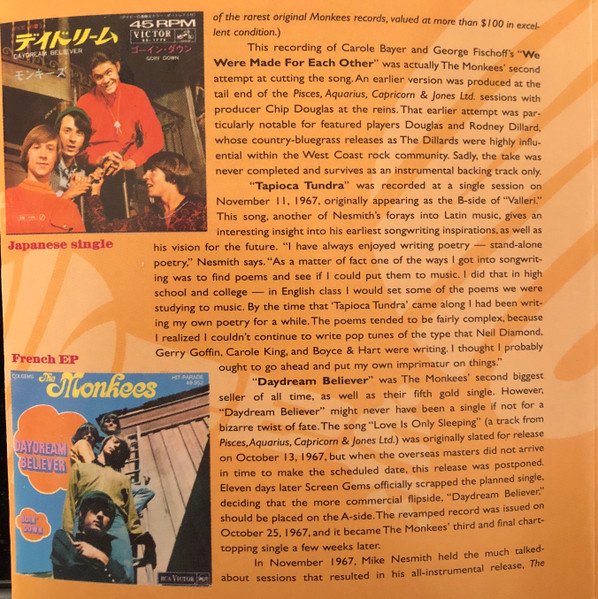 デイドリーム
DAYDREAM BELIEVER
モンキーズ
45 RPM
VICTOR
ゴーイン・ダウン
GOIN' DOWN
Japanese single
of the rarest original Monkees records, valued at more than $100 in excel-
lent condition.)
This recording of Carole Bayer and George Fischoff's "We
Were Made For Each Other" was actually The Monkees' second
attempt at cutting the song. An earlier version was produced at the
tail end of the Pisces, Aquarius, Capricorn & Jones Ltd. sessions with
producer Chip Douglas at the reins. That earlier attempt was par-
ticularly notable for featured players Douglas and Rodney Dillard,
whose country-bluegrass releases as The Dillards were highly influ-
ential within the West Coast rock community. Sadly, the take was
never completed and survives as an instrumental backing track only.
"Tapioca Tundra" was recorded at a single session on
November 11, 1967, originally appearing as the B-side of "Valleri."
This song, another of Nesmith's forays into Latin music, gives an
interesting insight into his earliest songwriting inspirations, as well as
his vision for the future. "I have always enjoyed writing poetry — stand-alone
poetry," Nesmith says. "As a matter of fact one of the ways I got into songwrit-
ing was to find poems and see if I could put them to music. I did that in high
school and college — in English class I would set some of the poems we were
studying to music. By the time that 'Tapioca Tundra' came along I had been writ-
ing my own poetry for a while. The poems tended to be fairly complex, because
I realized I couldn't continue to write pop tunes of the type that Neil Diamond,
Gerry Goffin, Carole King, and Boyce & Hart were writing. I thought I probably
ought to go ahead and put my own imprimatur on things."
French EP
COLGEMS
The Monkees
HIT-PARADE
DAYDREAM
BELIEVER
GOIN'
DOWN
RCA VICTOR
"Daydream Believer" was The Monkees' second biggest
seller of all time, as well as their fifth gold single. However,
"Daydream Believer" might never have been a single if not for a
bizarre twist of fate. The song "Love Is Only Sleeping" (a track from
Pisces, Aquarius, Capricorn & Jones Ltd.) was originally slated for release
on October 13, 1967, but when the overseas masters did not arrive
in time to make the scheduled date, this release was postponed.
Eleven days later Screen Gems officially scrapped the planned single,
deciding that the more commercial flipside, "Daydream Believer,"
should be placed on the A-side. The revamped record was issued on
October 25, 1967, and it became The Monkees' third and final chart-
topping single a few weeks later.
In November 1967, Mike Nesmith held the much talked-
about sessions that resulted in his all-instrumental release, The